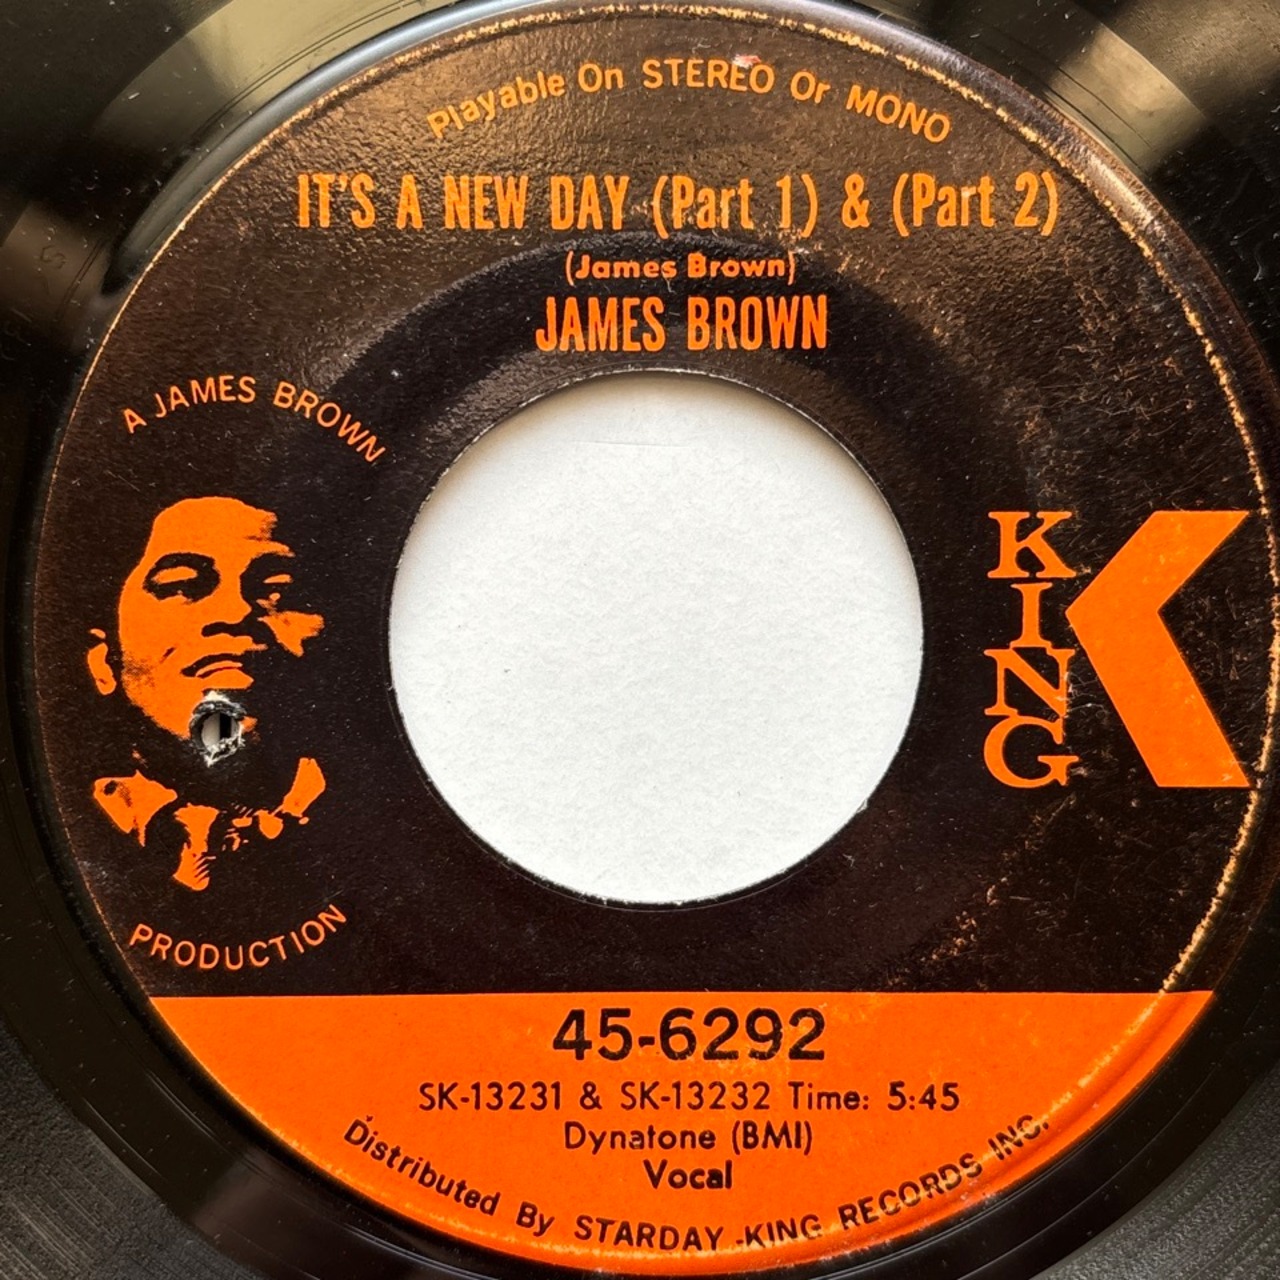 Playable On STEREO Or MONO
IT'S A NEW DAY (Part 1) & (Part 2)
(James Brown)
JAMES BROWN
A JAMES BROWN
PRODUCTION
KING
45-6292
SK-13231 & SK-13232 Time: 5:45
Dynatone (BMI)
Vocal
Distributed By STARDAY-KING RECORDS INC.